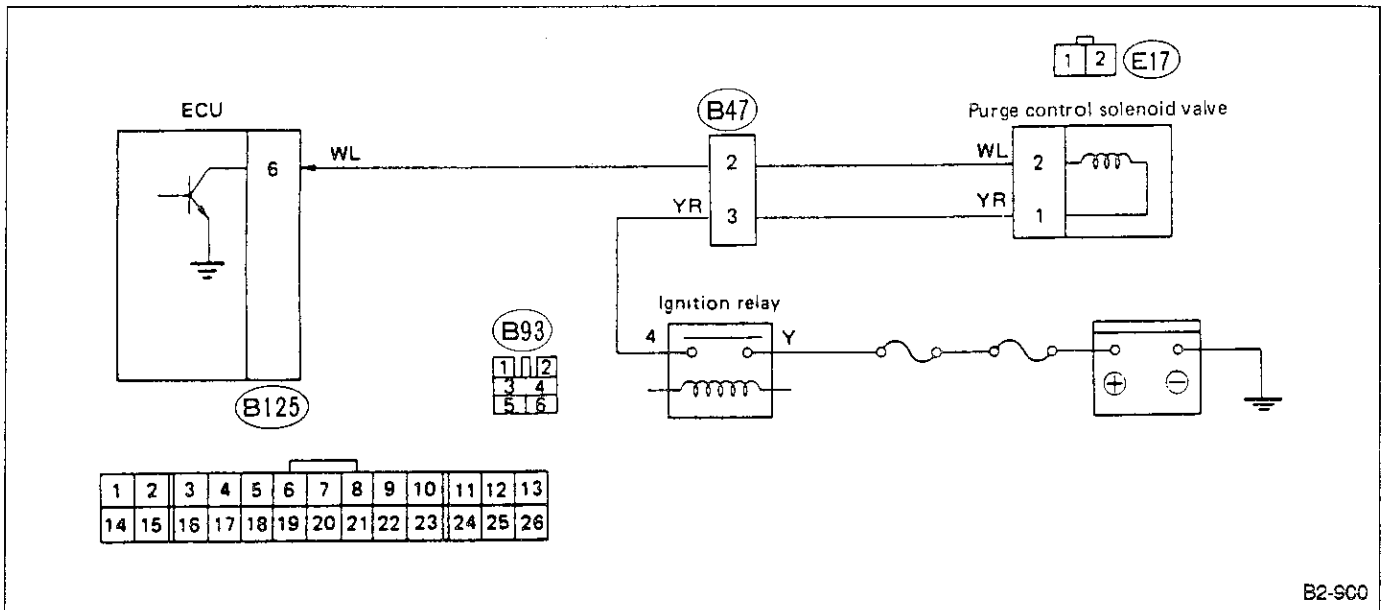 1 2 E17
ECU
B47
Purge control solenoid valve
6 WL 2 WL 2
YR 3 YR 1
Ignition relay
B93
4 Y
1 2
3 4
5 6
+ −
B125
1 2 3 4 5 6 7 8 9 10 11 12 13
14 15 16 17 18 19 20 21 22 23 24 25 26